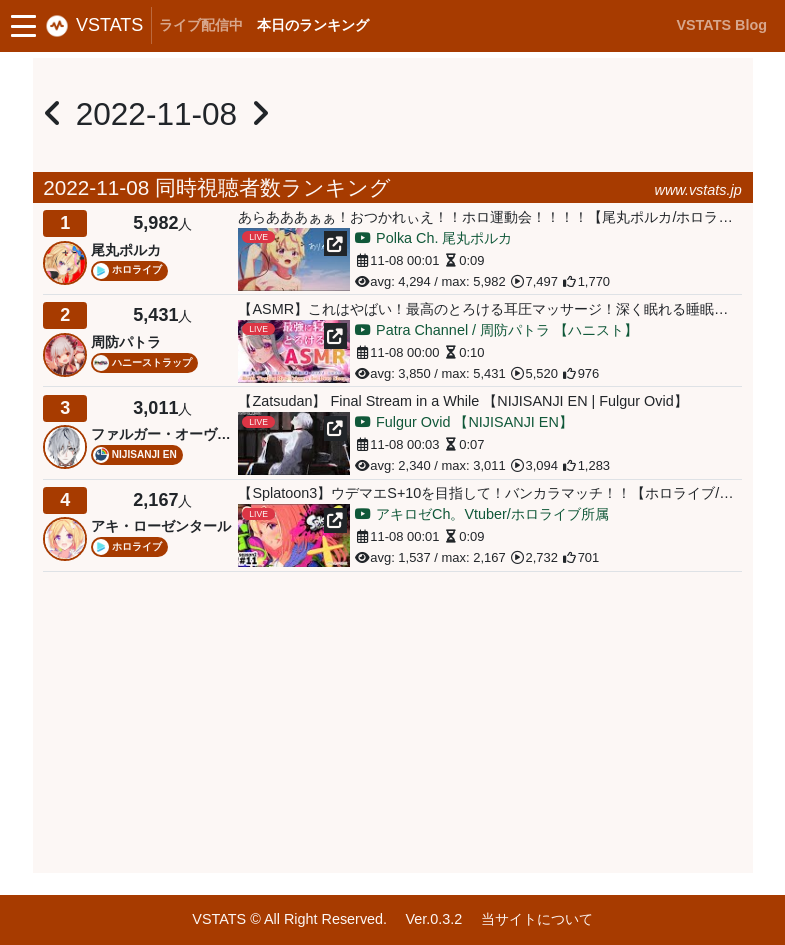 VSTATS ライブ配信中 本日のランキング VSTATS Blog
2022-11-08
2022-11-08 同時視聴者数ランキング www.vstats.jp
1 5,982人
尾丸ポルカ
ホロライブ
あらあああぁぁ！おつかれぃえ！！ホロ運動会！！！！【尾丸ポルカ/ホロラ…
LIVE
Polka Ch. 尾丸ポルカ
11-08 00:01 0:09
avg: 4,294 / max: 5,982 7,497 1,770
2 5,431人
周防パトラ
ハニーストラップ
【ASMR】これはやばい！最高のとろける耳圧マッサージ！深く眠れる睡眠…
LIVE
とろける
ASMR
Patra Channel / 周防パトラ 【ハニスト】
11-08 00:00 0:10
avg: 3,850 / max: 5,431 5,520 976
3 3,011人
ファルガー・オーヴ…
NIJISANJI EN
【Zatsudan】 Final Stream in a While 【NIJISANJI EN | Fulgur Ovid】
LIVE
Fulgur Ovid 【NIJISANJI EN】
11-08 00:03 0:07
avg: 2,340 / max: 3,011 3,094 1,283
4 2,167人
アキ・ローゼンタール
ホロライブ
【Splatoon3】ウデマエS+10を目指して！バンカラマッチ！！【ホロライブ/…
LIVE
#11
アキロゼCh。Vtuber/ホロライブ所属
11-08 00:01 0:09
avg: 1,537 / max: 2,167 2,732 701
VSTATS © All Right Reserved. Ver.0.3.2 当サイトについて